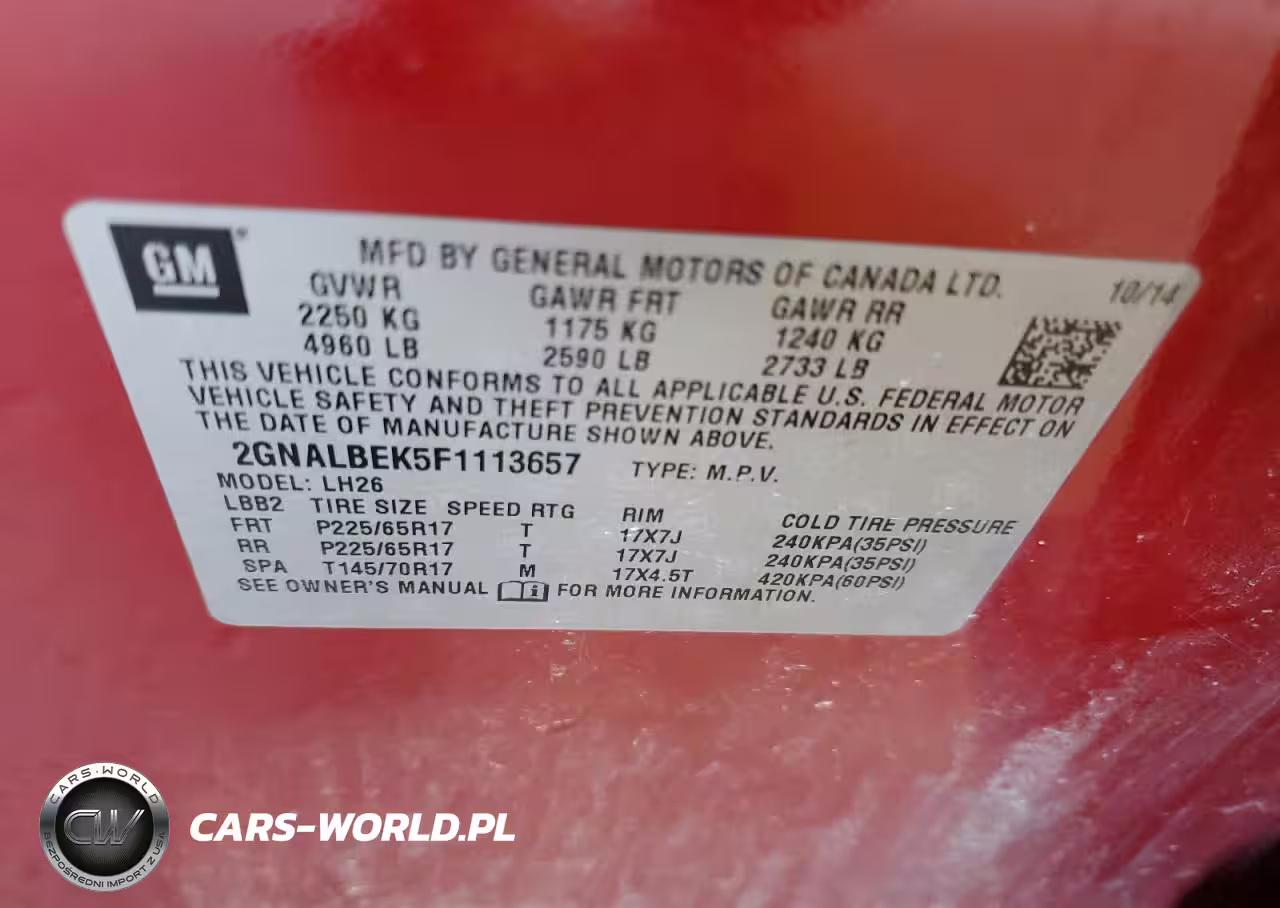 GM
MFD BY GENERAL MOTORS OF CANADA LTD. 10/14
GVWR GAWR FRT GAWR RR
2250 KG 1175 KG 1240 KG
4960 LB 2590 LB 2733 LB
THIS VEHICLE CONFORMS TO ALL APPLICABLE U.S. FEDERAL MOTOR
VEHICLE SAFETY AND THEFT PREVENTION STANDARDS IN EFFECT ON
THE DATE OF MANUFACTURE SHOWN ABOVE.
2GNALBEK5F1113657 TYPE: M.P.V.
MODEL: LH26
LBB2 TIRE SIZE SPEED RTG RIM COLD TIRE PRESSURE
FRT P225/65R17 T 17X7J 240KPA(35PSI)
RR P225/65R17 T 17X7J 240KPA(35PSI)
SPA T145/70R17 M 17X4.5T 420KPA(60PSI)
SEE OWNER'S MANUAL FOR MORE INFORMATION.
CARS-WORLD
CW
BEZPOŚREDNI IMPORT Z USA
CARS-WORLD.PL